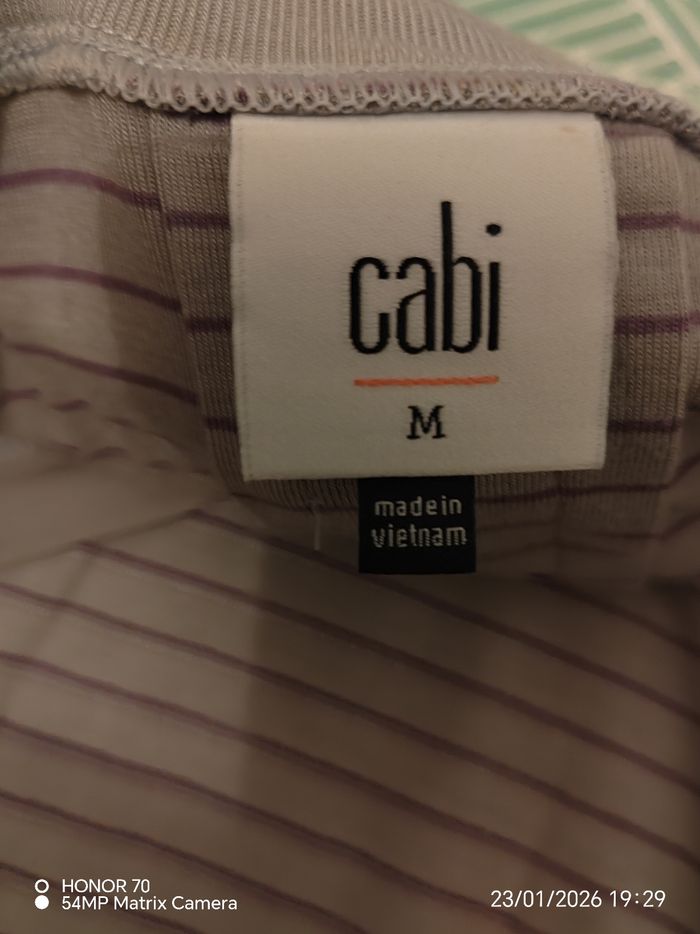 cabi
M
made in
vietnam
HONOR 70
54MP Matrix Camera
23/01/2026 19:29